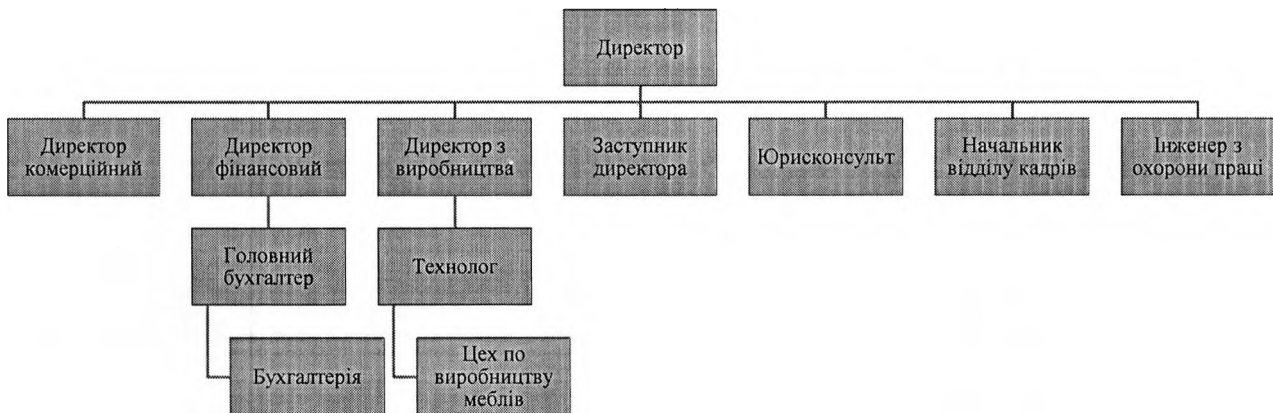 Директор
Директор
комерційний
Директор
фінансовий
Директор з
виробництва
Заступник
директора
Юрисконсульт
Начальник
відділу кадрів
Інженер з
охорони праці
Головний
бухгалтер
Технолог
Бухгалтерія
Цех по
виробництву
меблів